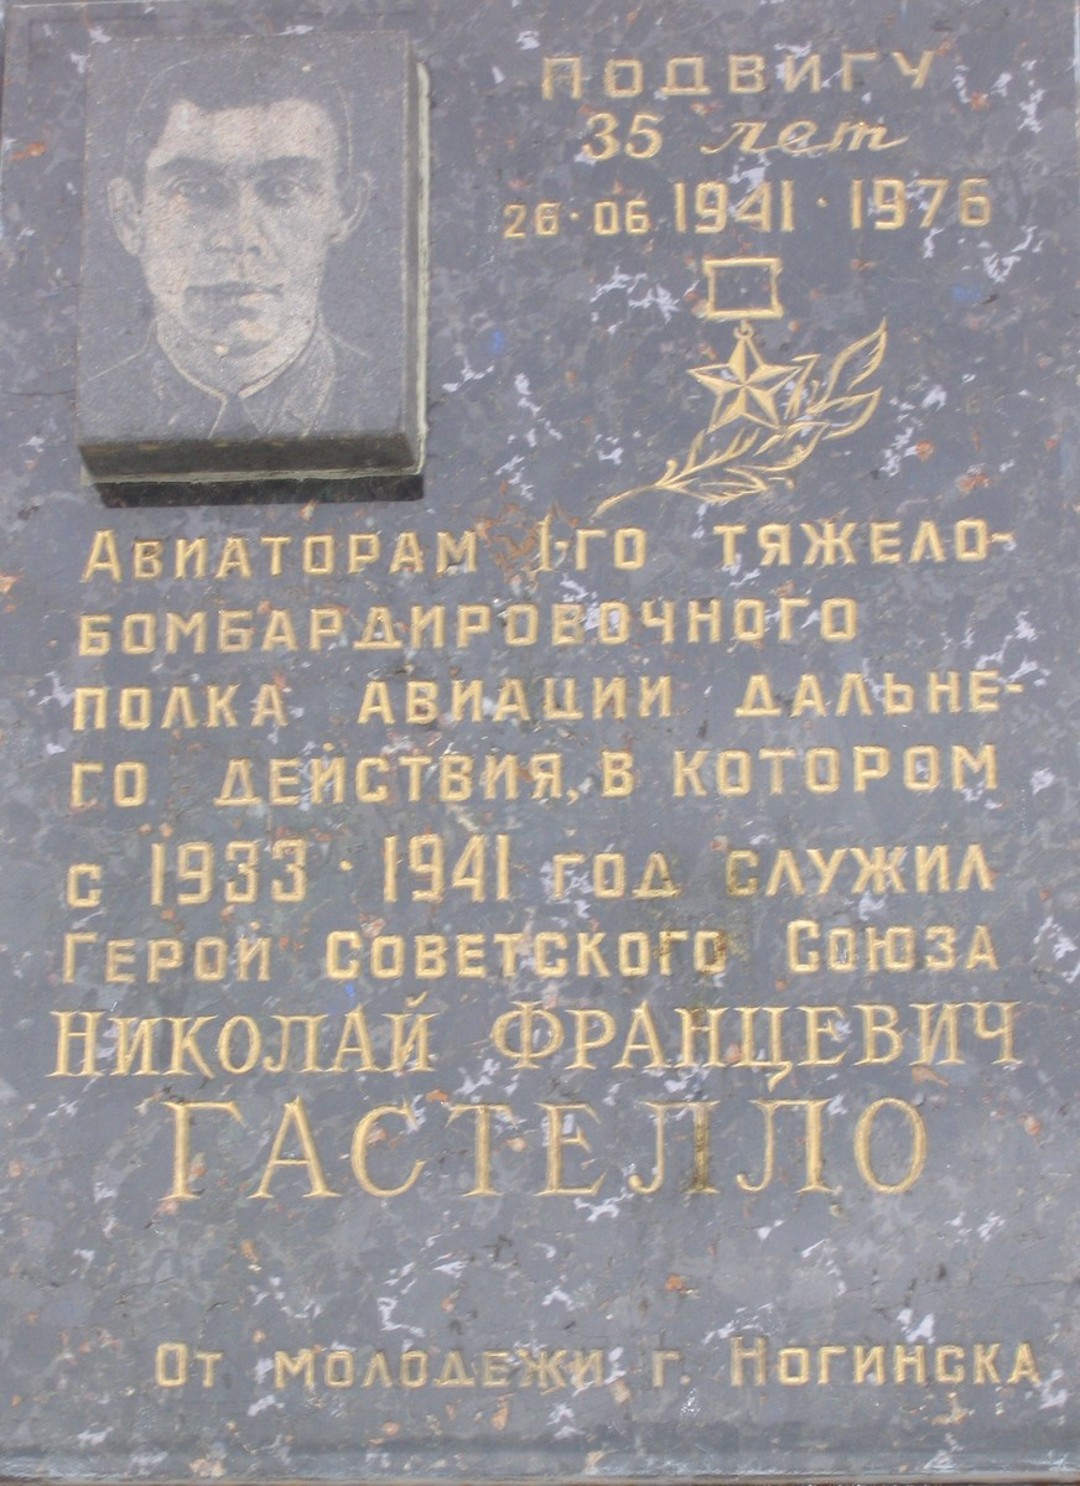 ПОДВИГУ
35 лет
26·06 1941 · 1976
АВИАТОРАМ 1-ГО ТЯЖЕЛО-
БОМБАРДИРОВОЧНОГО
ПОЛКА АВИАЦИИ ДАЛЬНЕ-
ГО ДЕЙСТВИЯ, В КОТОРОМ
С 1933 · 1941 ГОД СЛУЖИЛ
ГЕРОЙ СОВЕТСКОГО СОЮЗА
НИКОЛАЙ ФРАНЦЕВИЧ
ГАСТЕЛЛО
ОТ МОЛОДЕЖИ Г. НОГИНСКА